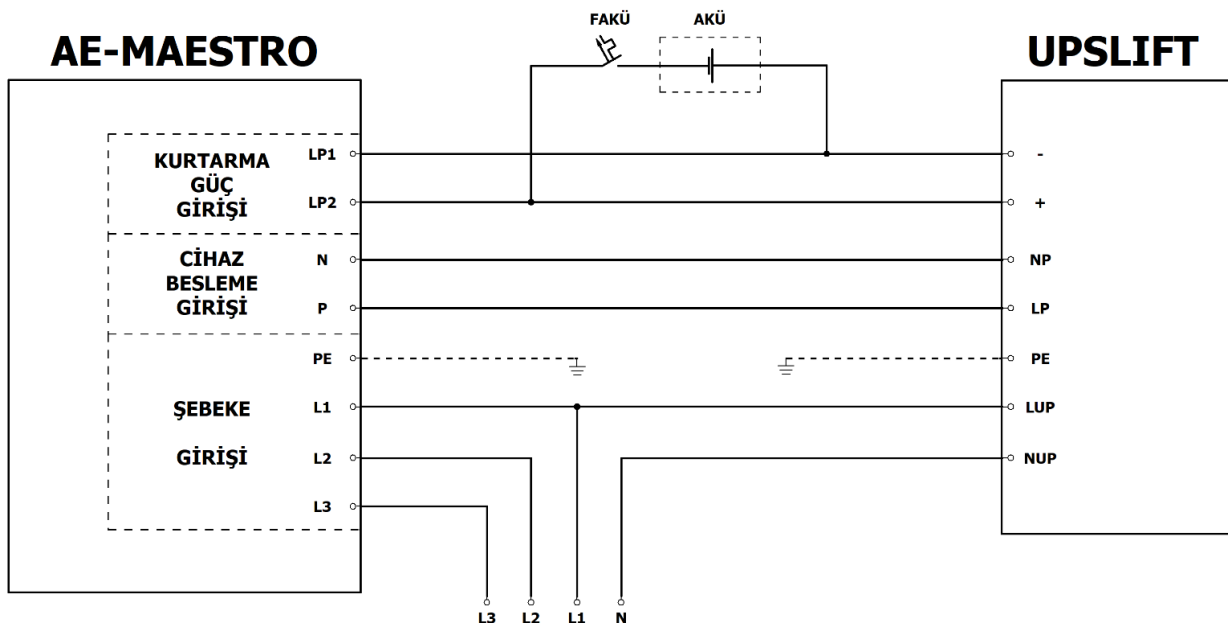 FAKÜ
AKÜ
AE-MAESTRO
UPSLIFT
KURTARMA
GÜÇ
GİRİŞİ
LP1
LP2
-
+
CİHAZ
BESLEME
GİRİŞİ
N
P
NP
LP
PE
PE
ŞEBEKE
GİRİŞİ
L1
L2
L3
LUP
NUP
L3
L2
L1
N